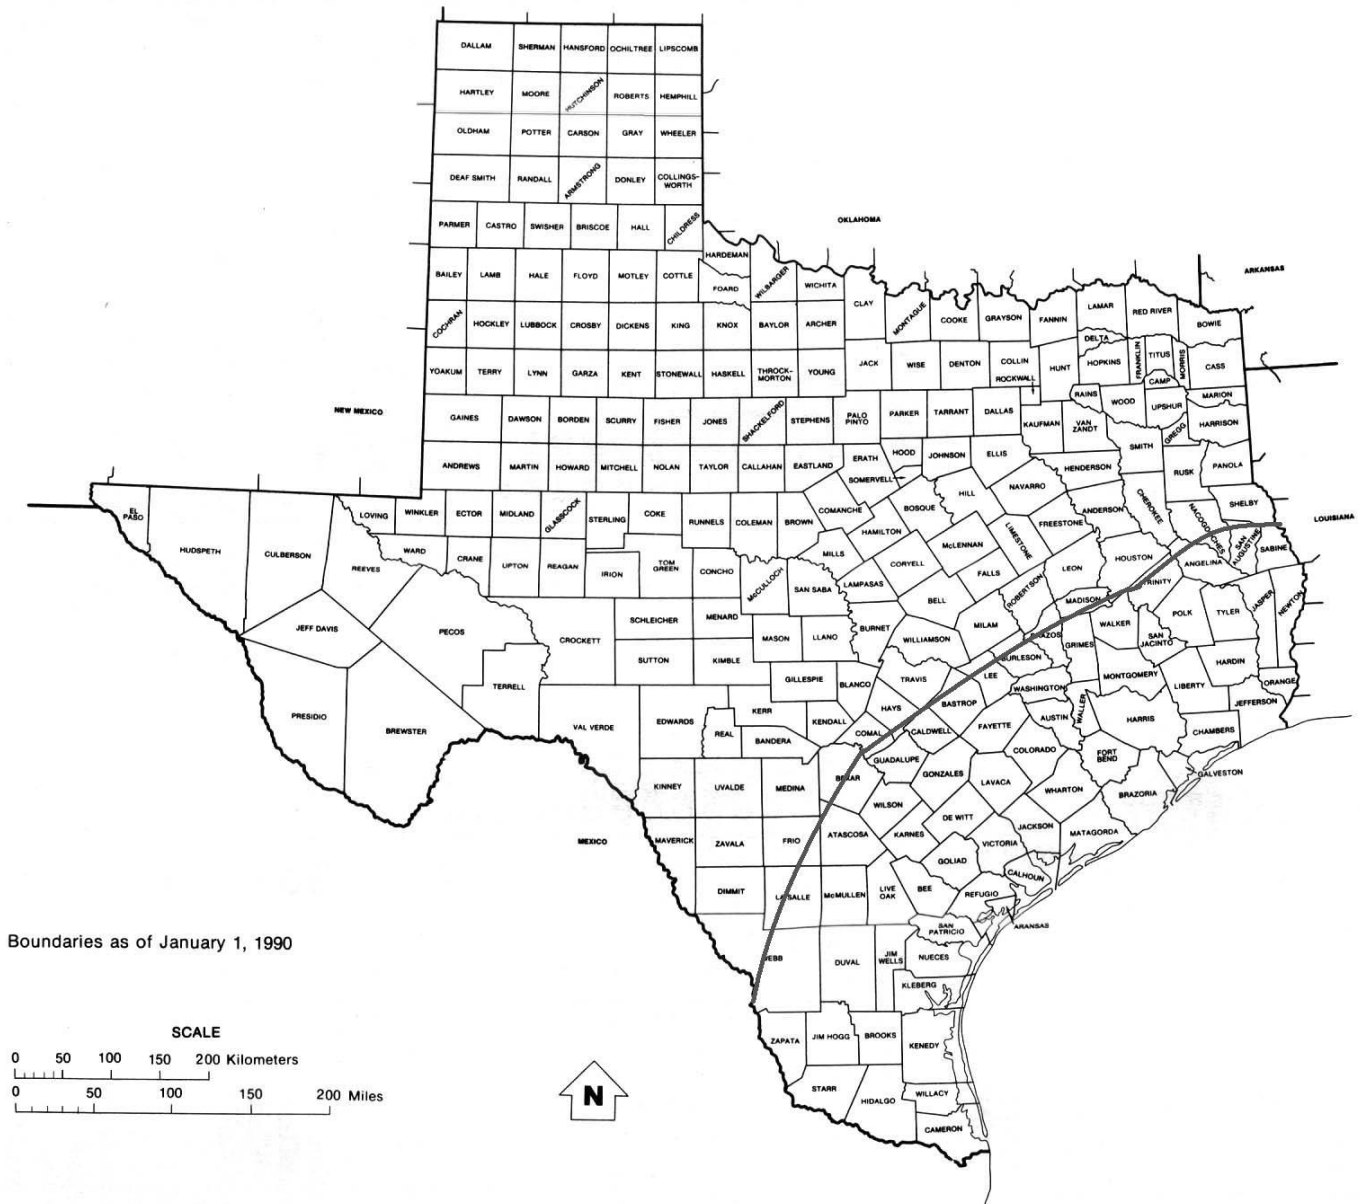 DALLAM SHERMAN HANSFORD OCHILTREE LIPSCOMB
HARTLEY MOORE HUTCHINSON ROBERTS HEMPHILL
OLDHAM POTTER CARSON GRAY WHEELER
DEAF SMITH RANDALL ARMSTRONG DONLEY COLLINGS-
WORTH
PARMER CASTRO SWISHER BRISCOE HALL CHILDRESS
OKLAHOMA
HARDEMAN
BAILEY LAMB HALE FLOYD MOTLEY COTTLE FOARD WILBARGER WICHITA
ARKANSAS
CLAY MONTAGUE COOKE GRAYSON FANNIN LAMAR RED RIVER BOWIE
COCHRAN HOCKLEY LUBBOCK CROSBY DICKENS KING KNOX BAYLOR ARCHER
DELTA
YOAKUM TERRY LYNN GARZA KENT STONEWALL HASKELL THROCK-
MORTON YOUNG JACK WISE DENTON COLLIN HUNT HOPKINS FRANKLIN TITUS MORRIS CASS
ROCKWALL CAMP
NEW MEXICO
GAINES DAWSON BORDEN SCURRY FISHER JONES SHACKELFORD STEPHENS PALO
PINTO PARKER TARRANT DALLAS KAUFMAN VAN
ZANDT RAINS WOOD UPSHUR MARION
GREGG HARRISON
ANDREWS MARTIN HOWARD MITCHELL NOLAN TAYLOR CALLAHAN EASTLAND ERATH HOOD JOHNSON ELLIS HENDERSON SMITH RUSK PANOLA
SOMERVELL
EL
PASO HUDSPETH CULBERSON LOVING WINKLER ECTOR MIDLAND GLASSCOCK STERLING COKE RUNNELS COLEMAN BROWN COMANCHE HAMILTON BOSQUE HILL NAVARRO ANDERSON CHEROKEE NACOGDOCHES SHELBY
LOUISIANA
REEVES WARD CRANE UPTON REAGAN IRION TOM
GREEN CONCHO McCULLOCH SAN SABA MILLS LAMPASAS CORYELL McLENNAN LIMESTONE FREESTONE HOUSTON ANGELINA SAN
AUGUSTINE SABINE
FALLS ROBERTSON LEON TRINITY
JEFF DAVIS PECOS CROCKETT SCHLEICHER MENARD MASON LLANO BURNET BELL MILAM MADISON WALKER POLK TYLER JASPER NEWTON
SUTTON KIMBLE WILLIAMSON BRAZOS GRIMES SAN
JACINTO
TERRELL GILLESPIE BLANCO TRAVIS LEE BURLESON WASHINGTON MONTGOMERY LIBERTY HARDIN ORANGE
PRESIDIO BREWSTER VAL VERDE EDWARDS REAL KERR KENDALL HAYS BASTROP FAYETTE AUSTIN WALLER HARRIS JEFFERSON
BANDERA COMAL CALDWELL COLORADO FORT
BEND CHAMBERS
KINNEY UVALDE MEDINA BEXAR GUADALUPE GONZALES LAVACA WHARTON BRAZORIA GALVESTON
MEXICO
MAVERICK ZAVALA FRIO ATASCOSA WILSON KARNES DE WITT JACKSON MATAGORDA
VICTORIA
GOLIAD CALHOUN
DIMMIT LA SALLE McMULLEN LIVE
OAK BEE REFUGIO ARANSAS
SAN
PATRICIO
WEBB DUVAL JIM
WELLS NUECES
KLEBERG
ZAPATA JIM HOGG BROOKS KENEDY
STARR HIDALGO WILLACY
CAMERON
Boundaries as of January 1, 1990
SCALE
0 50 100 150 200 Kilometers
0 50 100 150 200 Miles
N